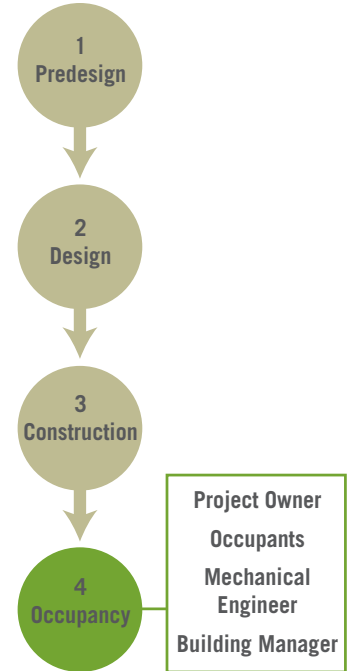 1
Predesign
2
Design
3
Construction
4
Occupancy
Project Owner
Occupants
Mechanical
Engineer
Building Manager